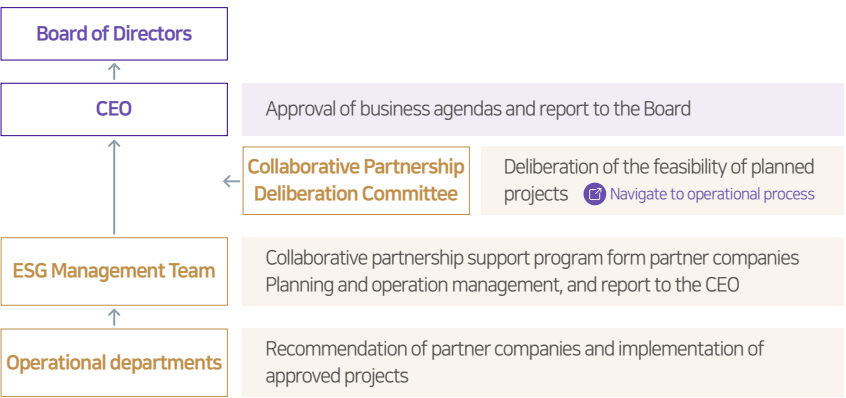 Board of Directors
CEO
Approval of business agendas and report to the Board
Collaborative Partnership
Deliberation Committee
Deliberation of the feasibility of planned
projects Navigate to operational process
ESG Management Team
Collaborative partnership support program form partner companies
Planning and operation management, and report to the CEO
Operational departments
Recommendation of partner companies and implementation of
approved projects